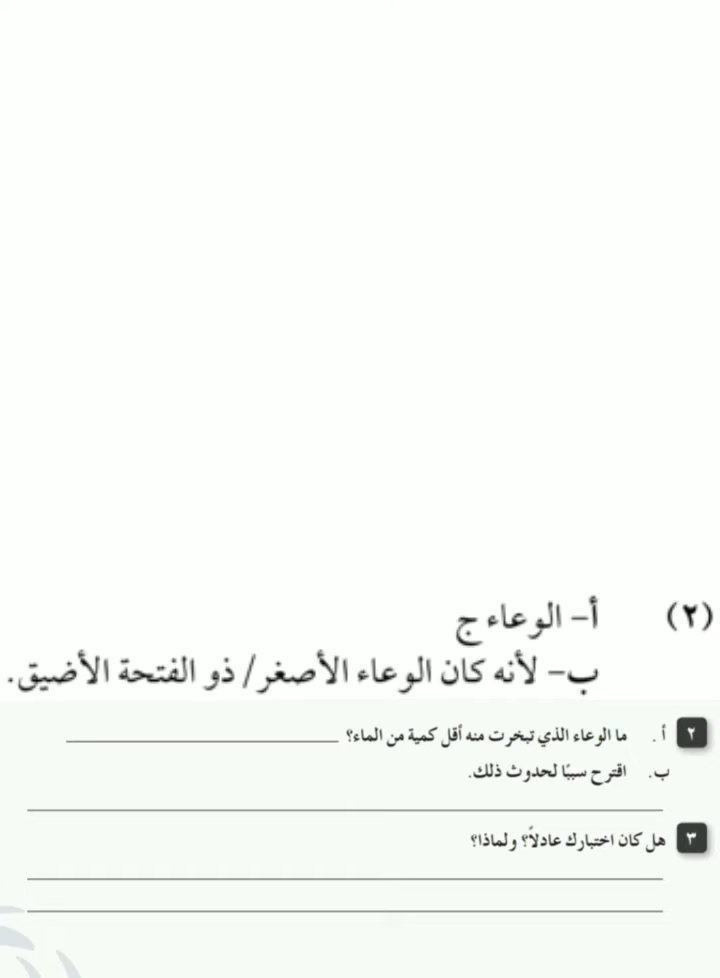 (٢) أ– الوعاء ج
ب– لأنه كان الوعاء الأصغر/ ذو الفتحة الأضيق.
٢ أ. ما الوعاء الذي تبخرت منه أقل كمية من الماء؟
ب. اقترح سببًا لحدوث ذلك.
٣ هل كان اختبارك عادلاً؟ ولماذا؟